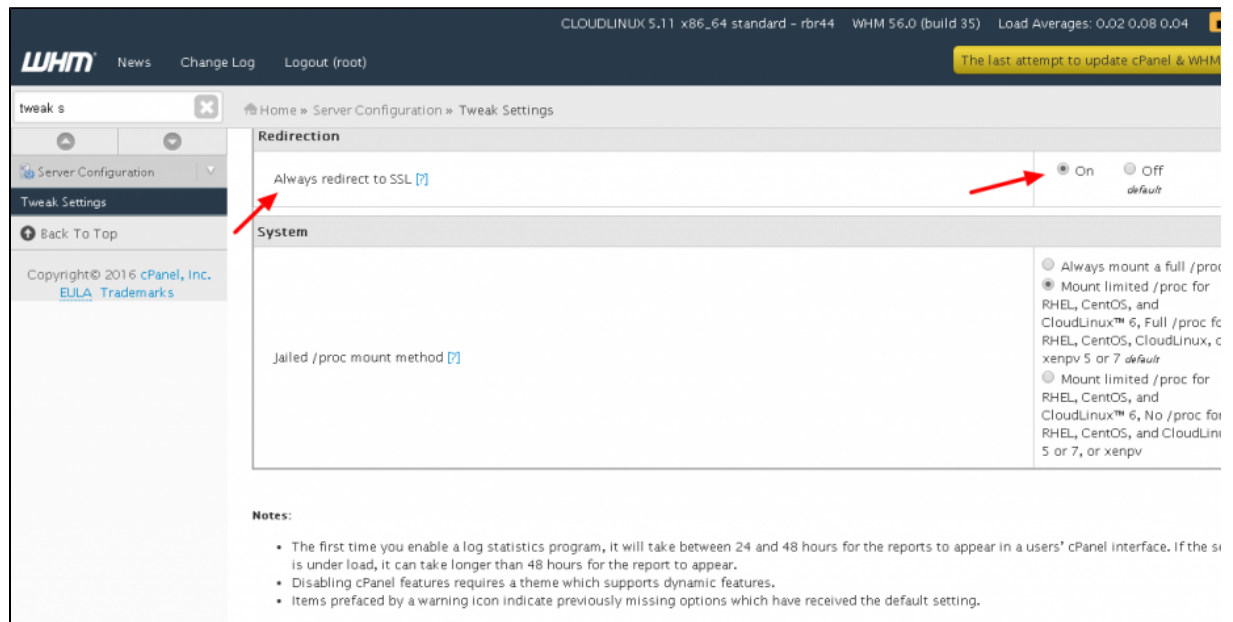 CLOUDLINUX 5.11 x86_64 standard – rbr44 WHM 56.0 (build 35) Load Averages: 0.02 0.08 0.04
WHM News Change Log Logout (root) The last attempt to update cPanel & WHM
tweak s
Home » Server Configuration » Tweak Settings
Redirection
Server Configuration
Always redirect to SSL [?]
On Off
default
Tweak Settings
Back To Top
System
Copyright© 2016 cPanel, Inc.
EULA Trademarks
Jailed /proc mount method [?]
Always mount a full /proc
Mount limited /proc for
RHEL, CentOS, and
CloudLinux™ 6, Full /proc
RHEL, CentOS, CloudLinux,
xenpv 5 or 7 default
Mount limited /proc for
RHEL, CentOS, and
CloudLinux™ 6, No /proc for
RHEL, CentOS, and
5 or 7, or xenpv
Notes:
• The first time you enable a log statistics program, it will take between 24 and 48 hours for the reports to appear in a users' cPanel interface. If the
is under load, it can take longer than 48 hours for the report to appear.
• Disabling cPanel features requires a theme which supports dynamic features.
• Items prefaced by a warning icon indicate previously missing options which have received the default setting.